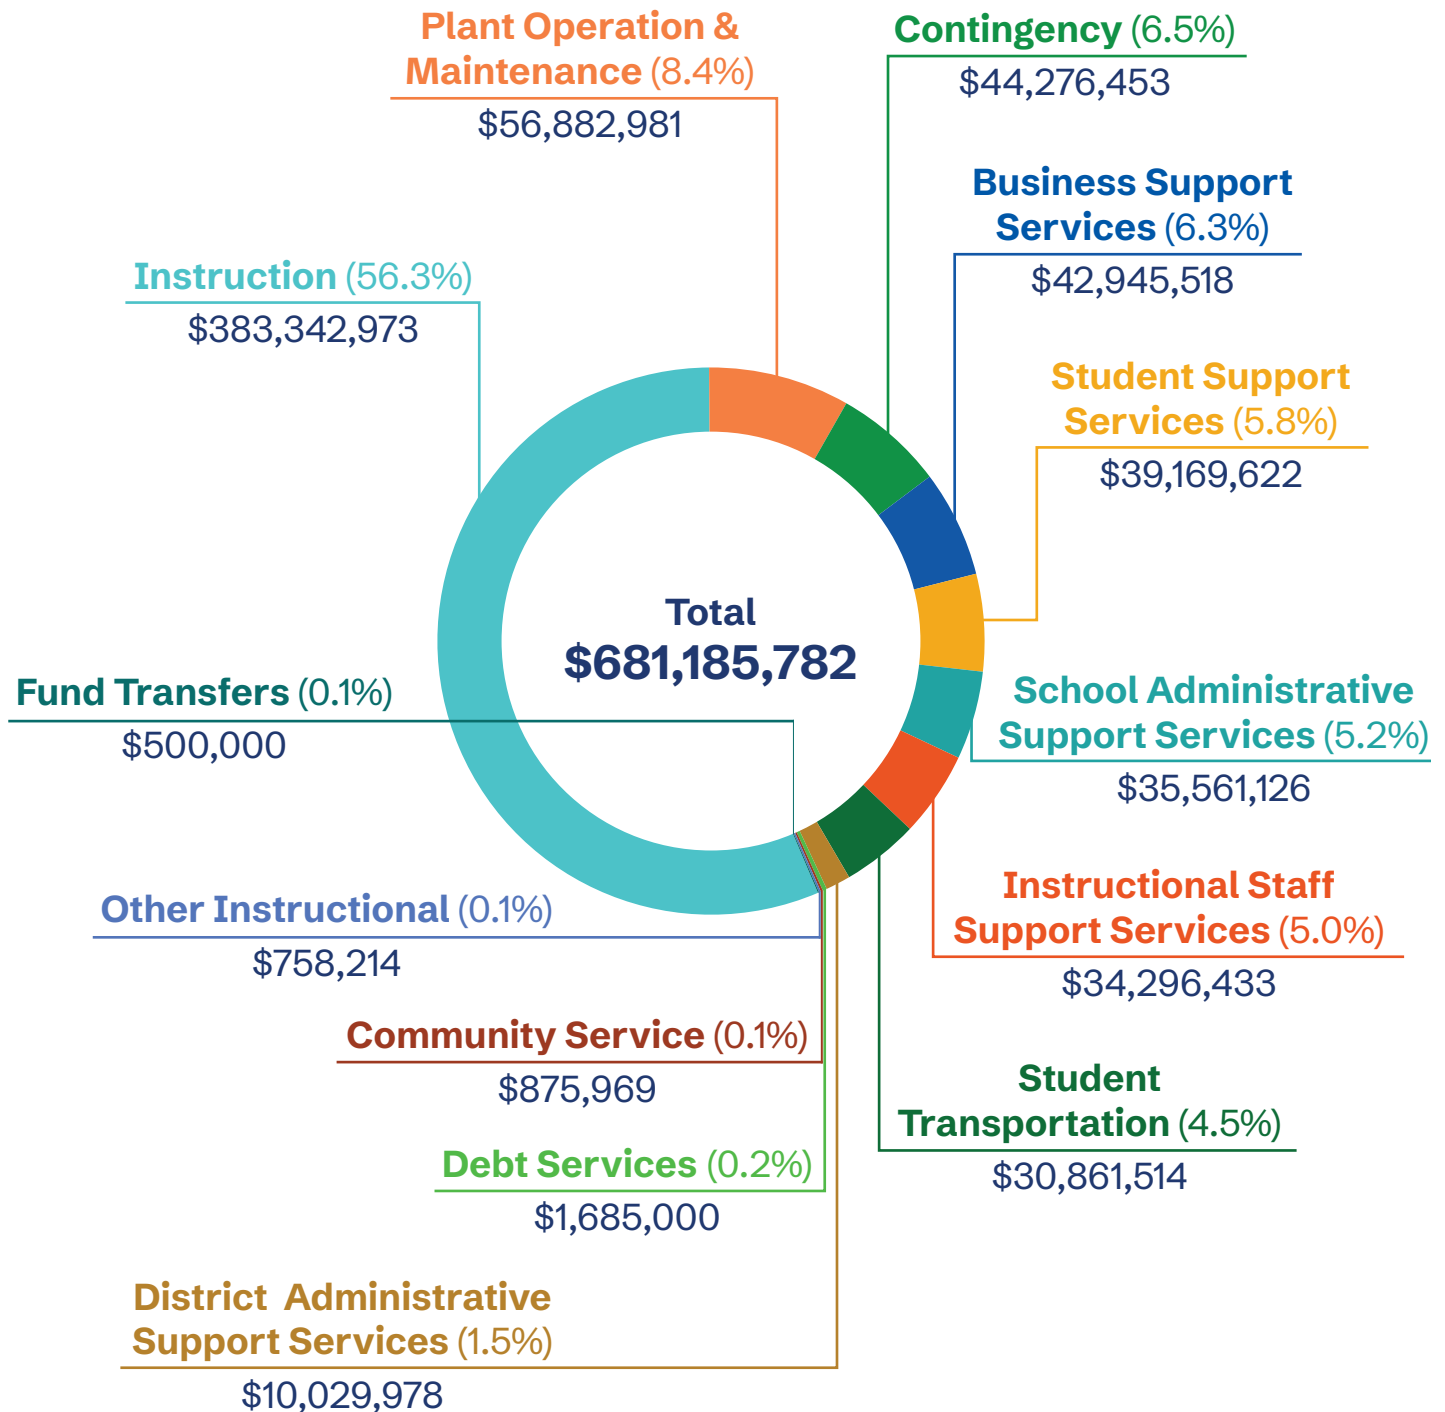 Plant Operation &
Maintenance (8.4%)
$56,882,981
Contingency (6.5%)
$44,276,453
Business Support
Services (6.3%)
$42,945,518
Instruction (56.3%)
$383,342,973
Student Support
Services (5.8%)
$39,169,622
Total
$681,185,782
Fund Transfers (0.1%)
$500,000
School Administrative
Support Services (5.2%)
$35,561,126
Other Instructional (0.1%)
$758,214
Instructional Staff
Support Services (5.0%)
$34,296,433
Community Service (0.1%)
$875,969
Student
Transportation (4.5%)
$30,861,514
Debt Services (0.2%)
$1,685,000
District Administrative
Support Services (1.5%)
$10,029,978